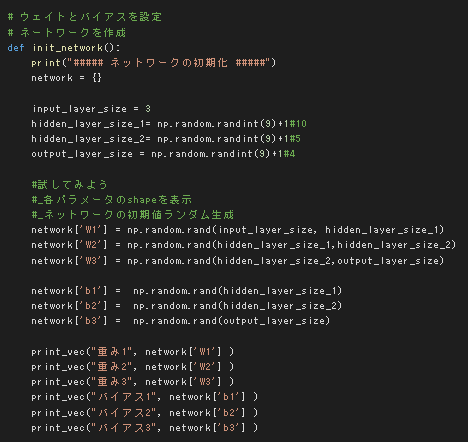 # ウェイトとバイアスを設定
# ネートワークを作成
def init_network():
    print("##### ネットワークの初期化 #####")
    network = {}

    input_layer_size = 3
    hidden_layer_size_1= np.random.randint(9)+1#10
    hidden_layer_size_2= np.random.randint(9)+1#5
    output_layer_size = np.random.randint(9)+1#4

    #試してみよう
    #_各パラメータのshapeを表示
    #_ネットワークの初期値ランダム生成
    network['W1'] = np.random.rand(input_layer_size, hidden_layer_size_1)
    network['W2'] = np.random.rand(hidden_layer_size_1,hidden_layer_size_2)
    network['W3'] = np.random.rand(hidden_layer_size_2,output_layer_size)

    network['b1'] =  np.random.rand(hidden_layer_size_1)
    network['b2'] =  np.random.rand(hidden_layer_size_2)
    network['b3'] =  np.random.rand(output_layer_size)

    print_vec("重み1", network['W1'] )
    print_vec("重み2", network['W2'] )
    print_vec("重み3", network['W3'] )
    print_vec("バイアス1", network['b1'] )
    print_vec("バイアス2", network['b2'] )
    print_vec("バイアス3", network['b3'] )